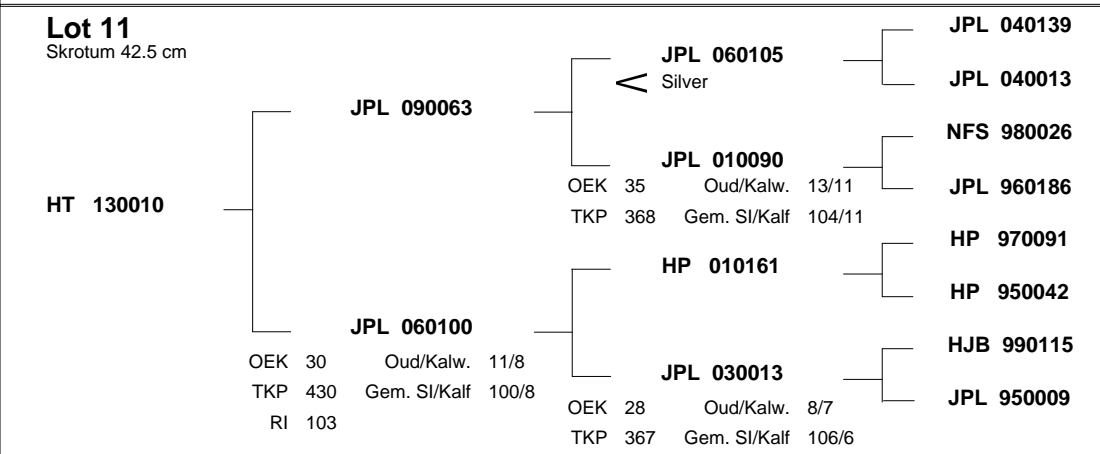 Lot 11
Skrotum 42.5 cm
HT 130010
JPL 090063
JPL 060100
OEK 30 Oud/Kalw. 11/8
TKP 430 Gem. SI/Kalf 100/8
RI 103
JPL 060105
Silver
JPL 010090
OEK 35 Oud/Kalw. 13/11
TKP 368 Gem. SI/Kalf 104/11
HP 010161
JPL 030013
OEK 28 Oud/Kalw. 8/7
TKP 367 Gem. SI/Kalf 106/6
JPL 040139
JPL 040013
NFS 980026
JPL 960186
HP 970091
HP 950042
HJB 990115
JPL 950009